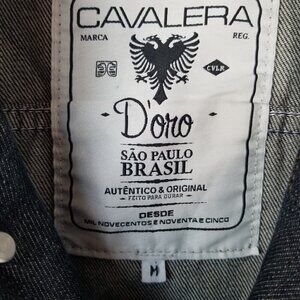 CAVALERA
MARCA REG.
CVLR
D'oro
SÃO PAULO
BRASIL
AUTÊNTICO & ORIGINAL
- FEITO PARA DURAR -
DESDE
MIL NOVECENTOS E NOVENTA E CINCO
M